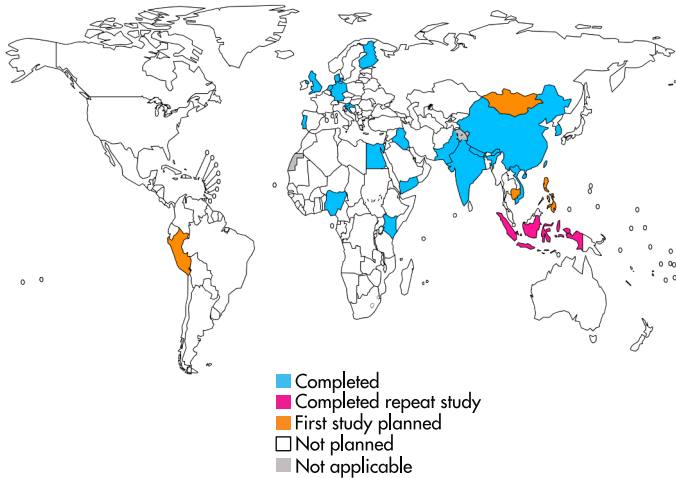 Completed
Completed repeat study
First study planned
Not planned
Not applicable